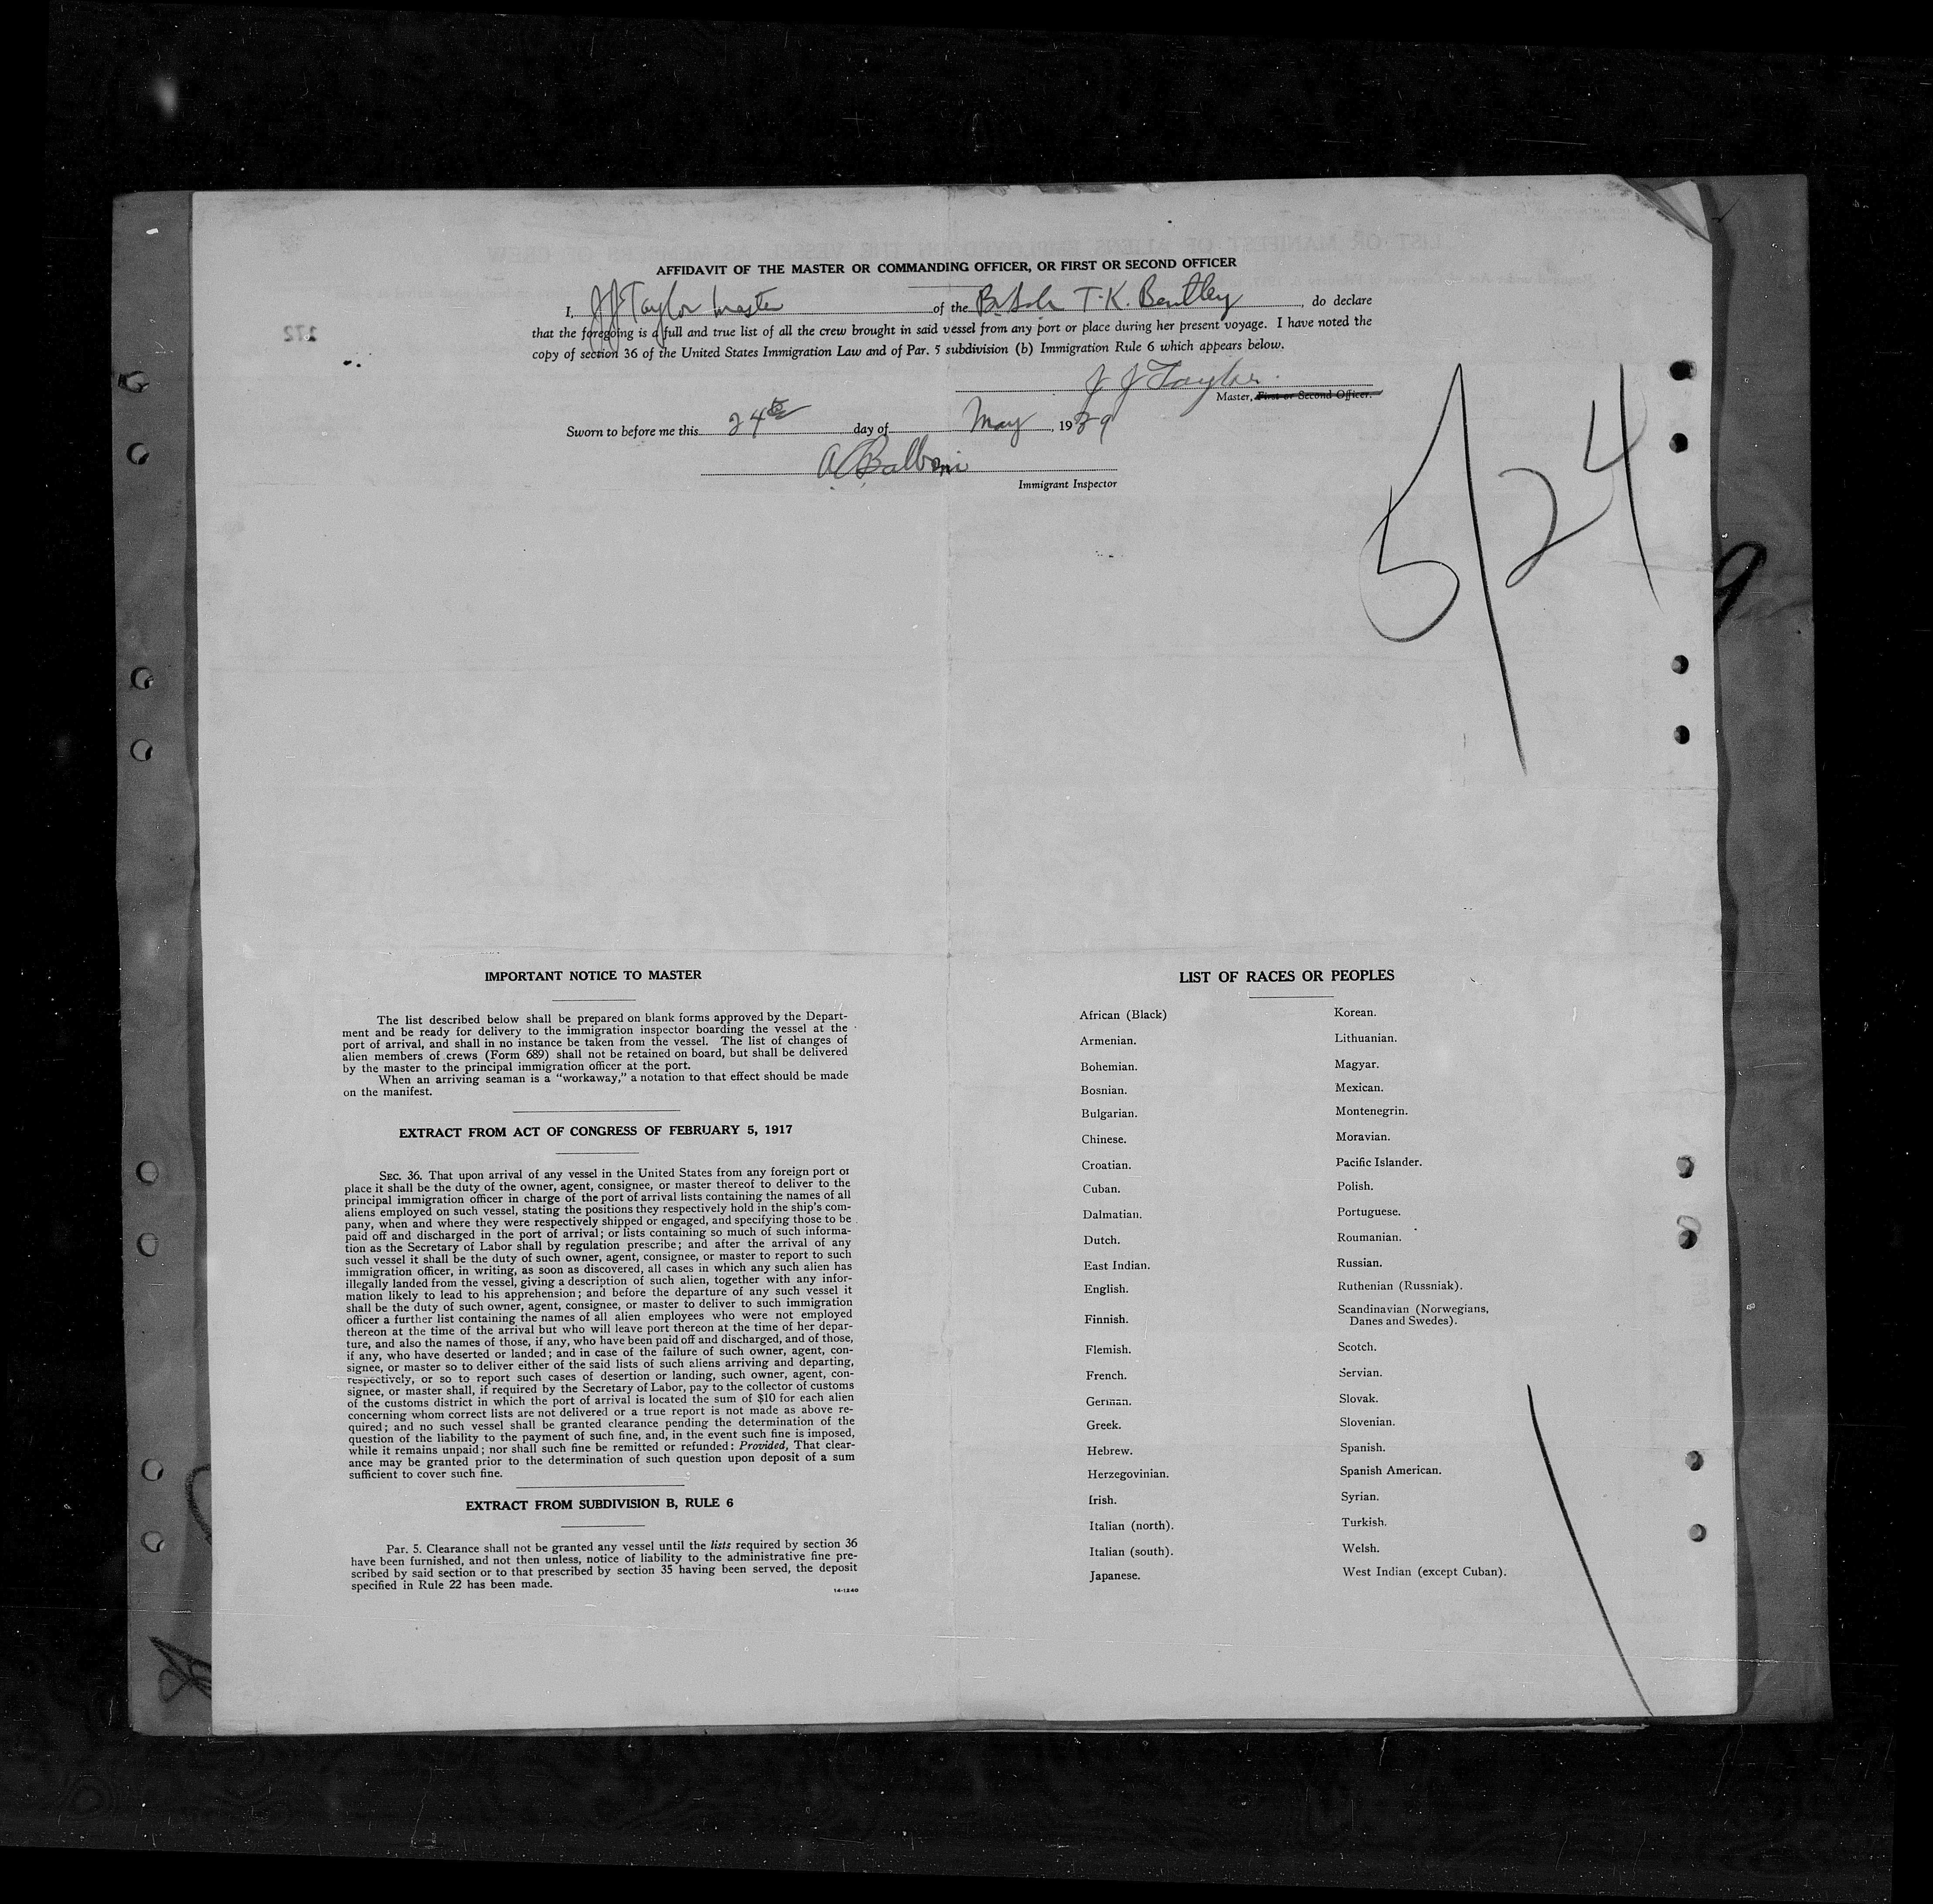 AFFIDAVIT OF THE MASTER OR COMMANDING OFFICER, OR FIRST OR SECOND OFFICER
I, J J Taylor master of the Br Sch T. K. Bentley, do declare
that the foregoing is a full and true list of all the crew brought in said vessel from any port or place during her present voyage. I have noted the
copy of section 36 of the United States Immigration Law and of Par. 5 subdivision (b) Immigration Rule 6 which appears below.
J J Taylor.
Master, First or Second Officer.
Sworn to before me this 24th day of May, 1929
A Balboni
Immigrant Inspector
5/24
IMPORTANT NOTICE TO MASTER
The list described below shall be prepared on blank forms approved by the Depart-
ment and be ready for delivery to the immigration inspector boarding the vessel at the
port of arrival, and shall in no instance be taken from the vessel. The list of changes of
alien members of crews (Form 689) shall not be retained on board, but shall be delivered
by the master to the principal immigration officer at the port.
When an arriving seaman is a “workaway,” a notation to that effect should be made
on the manifest.
EXTRACT FROM ACT OF CONGRESS OF FEBRUARY 5, 1917
SEC. 36. That upon arrival of any vessel in the United States from any foreign port or
place it shall be the duty of the owner, agent, consignee, or master thereof to deliver to the
principal immigration officer in charge of the port of arrival lists containing the names of all
aliens employed on such vessel, stating the positions they respectively hold in the ship's com-
pany, when and where they were respectively shipped or engaged, and specifying those to be
paid off and discharged in the port of arrival; or lists containing so much of such informa-
tion as the Secretary of Labor shall by regulation prescribe; and after the arrival of any
such vessel it shall be the duty of such owner, agent, consignee, or master to report to such
immigration officer, in writing, as soon as discovered, all cases in which any such alien has
illegally landed from the vessel, giving a description of such alien, together with any infor-
mation likely to lead to his apprehension; and before the departure of any such vessel it
shall be the duty of such owner, agent, consignee, or master to deliver to such immigration
officer a further list containing the names of all alien employees who were not employed
thereon at the time of the arrival but who will leave port thereon at the time of her depar-
ture, and also the names of those, if any, who have been paid off and discharged, and of those,
if any, who have deserted or landed; and in case of the failure of such owner, agent, con-
signee, or master so to deliver either of the said lists of such aliens arriving and departing,
respectively, or so to report such cases of desertion or landing, such owner, agent, con-
signee, or master shall, if required by the Secretary of Labor, pay to the collector of customs
of the customs district in which the port of arrival is located the sum of $10 for each alien
concerning whom correct lists are not delivered or a true report is not made as above re-
quired; and no such vessel shall be granted clearance pending the determination of the
question of the liability to the payment of such fine, and, in the event such fine is imposed,
while it remains unpaid; nor shall such fine be remitted or refunded: Provided, That clear-
ance may be granted prior to the determination of such question upon deposit of a sum
sufficient to cover such fine.
EXTRACT FROM SUBDIVISION B, RULE 6
Par. 5. Clearance shall not be granted any vessel until the lists required by section 36
have been furnished, and not then unless, notice of liability to the administrative fine pre-
scribed by said section or to that prescribed by section 35 having been served, the deposit
specified in Rule 22 has been made.
14-1240
LIST OF RACES OR PEOPLES
African (Black)
Armenian.
Bohemian.
Bosnian.
Bulgarian.
Chinese.
Croatian.
Cuban.
Dalmatian.
Dutch.
East Indian.
English.
Finnish.
Flemish.
French.
German.
Greek.
Hebrew.
Herzegovinian.
Irish.
Italian (north).
Italian (south).
Japanese.
Korean.
Lithuanian.
Magyar.
Mexican.
Montenegrin.
Moravian.
Pacific Islander.
Polish.
Portuguese.
Roumanian.
Russian.
Ruthenian (Russniak).
Scandinavian (Norwegians,
Danes and Swedes).
Scotch.
Servian.
Slovak.
Slovenian.
Spanish.
Spanish American.
Syrian.
Turkish.
Welsh.
West Indian (except Cuban).